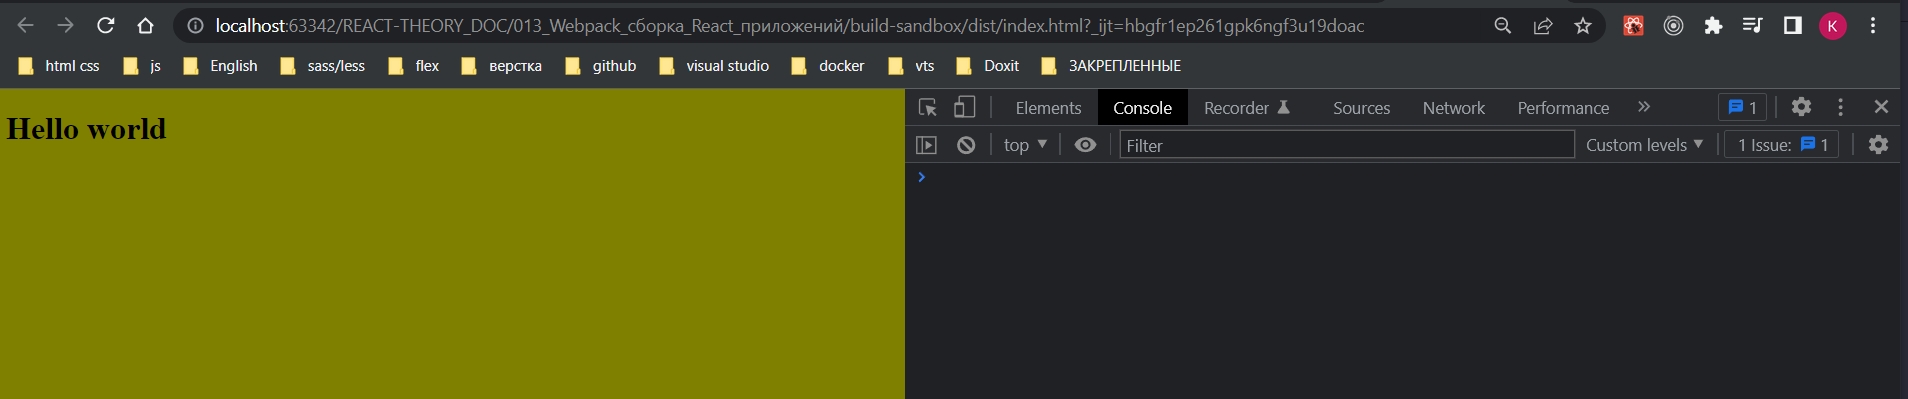 localhost:63342/REACT-THEORY_DOC/013_Webpack_сборка_React_приложений/build-sandbox/dist/index.html?_ijt=hbgfr1ep261gpk6ngf3u19doac K
html css js English sass/less flex верстка github visual studio docker vts Doxit ЗАКРЕПЛЕННЫЕ
Elements Console Recorder Sources Network Performance » 1
Hello world
top Filter Custom levels 1 Issue: 1